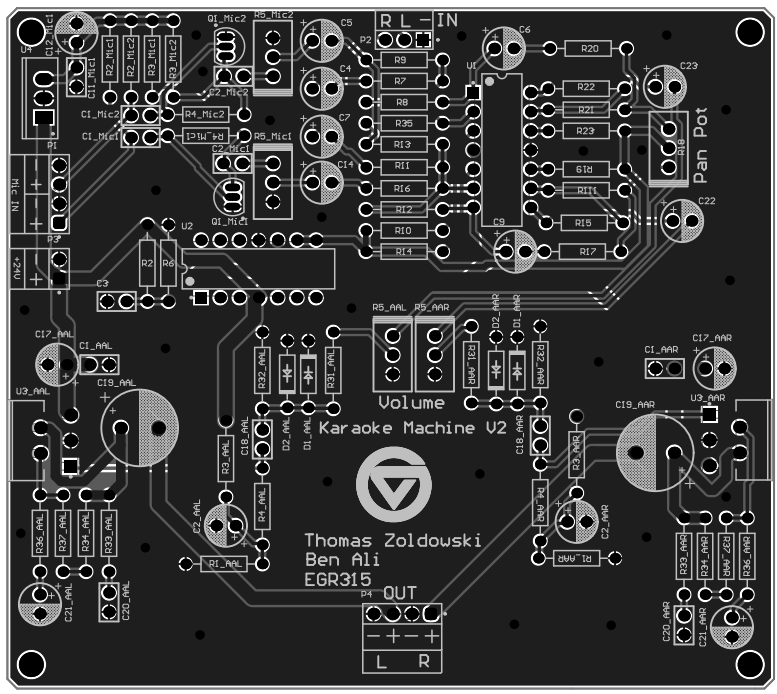 R L -IN
P2
U4
C12_Mic1
C11_Mic1
R2_Mic1
R2_Mic2
R3_Mic1
R3_Mic2
Q1_Mic2
R5_Mic2
C5
C2_Mic2
C4
C1_Mic2
R4_Mic2
C1_Mic1
R4_Mic1
C7
R5_Mic1
C2_Mic1
C14
Q1_Mic1
R9
R7
R8
R35
R13
R11
R16
R12
R10
R14
U1
C6
R20
R22
R21
R23
R19
R111
R15
R17
C9
C23
R18
Pan Pot
C22
P1
Mic IN
P3
+24V
U2
R2
R6
C3
C17_AAL
C1_AAL
U3_AAL
C19_AAL
R32_AAL
D2_AAL
D1_AAL
R31_AAL
C18_AAL
R3_AAL
R4_AAL
C2_AAL
R1_AAL
R36_AAL
R37_AAL
R34_AAL
R33_AAL
C21_AAL
C20_AAL
R5_AAL
R5_AAR
Volume
Karaoke Machine V2
R31_AAR
D2_AAR
D1_AAR
R32_AAR
C18_AAR
R3_AAR
R4_AAR
C2_AAR
R1_AAR
C1_AAR
C17_AAR
U3_AAR
C19_AAR
R33_AAR
R34_AAR
R37_AAR
R36_AAR
C20_AAR
C21_AAR
Thomas Zoldowski
Ben Ali
EGR315
P4 OUT
- + - +
L R